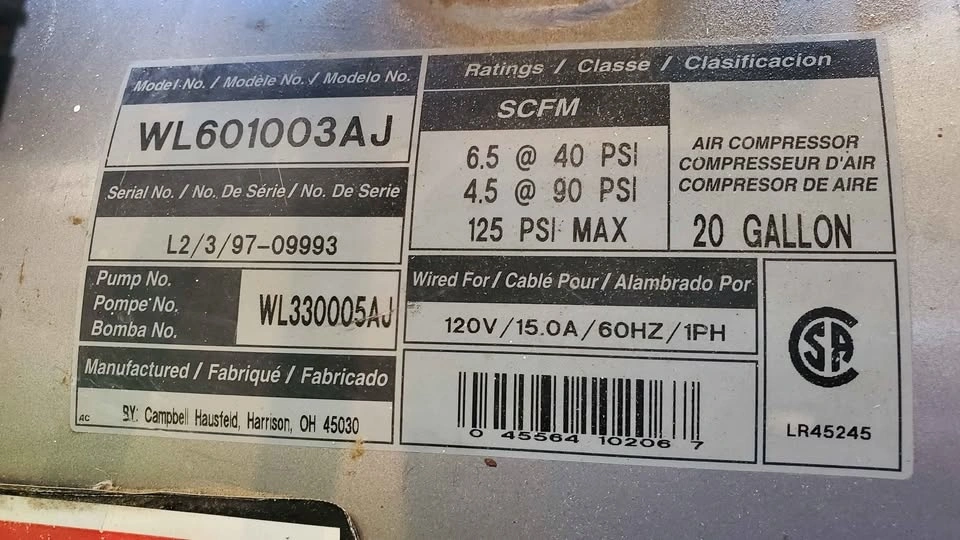 Model No. / Modèle No. / Modelo No.
WL601003AJ
Serial No. / No. De Série / No. De Serie
L2/3/97-09993
Pump No.
Pompe No.
Bomba No.
WL330005AJ
Manufactured / Fabriqué / Fabricado
AC
BY: Campbell Hausfeld, Harrison, OH 45030
Ratings / Classe / Clasificacion
SCFM
6.5 @ 40 PSI
4.5 @ 90 PSI
125 PSI MAX
AIR COMPRESSOR
COMPRESSEUR D'AIR
COMPRESOR DE AIRE
20 GALLON
Wired For / Cablé Pour / Alambrado Por
120V/15.0A/60HZ/1PH
0 45564 10206 7
CSA
LR45245